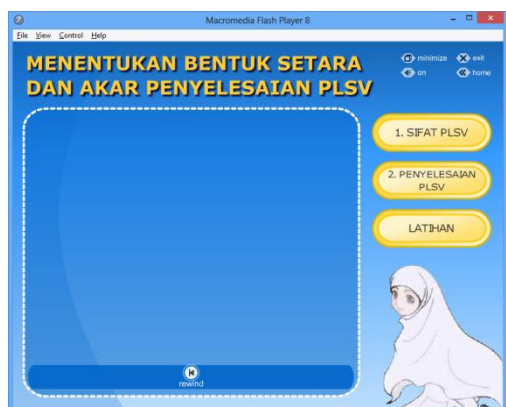 Macromedia Flash Player 8
File View Control Help
MENENTUKAN BENTUK SETARA
DAN AKAR PENYELESAIAN PLSV
minimize exit
on home
1. SIFAT PLSV
2. PENYELESAIAN
PLSV
LATIHAN
rewind